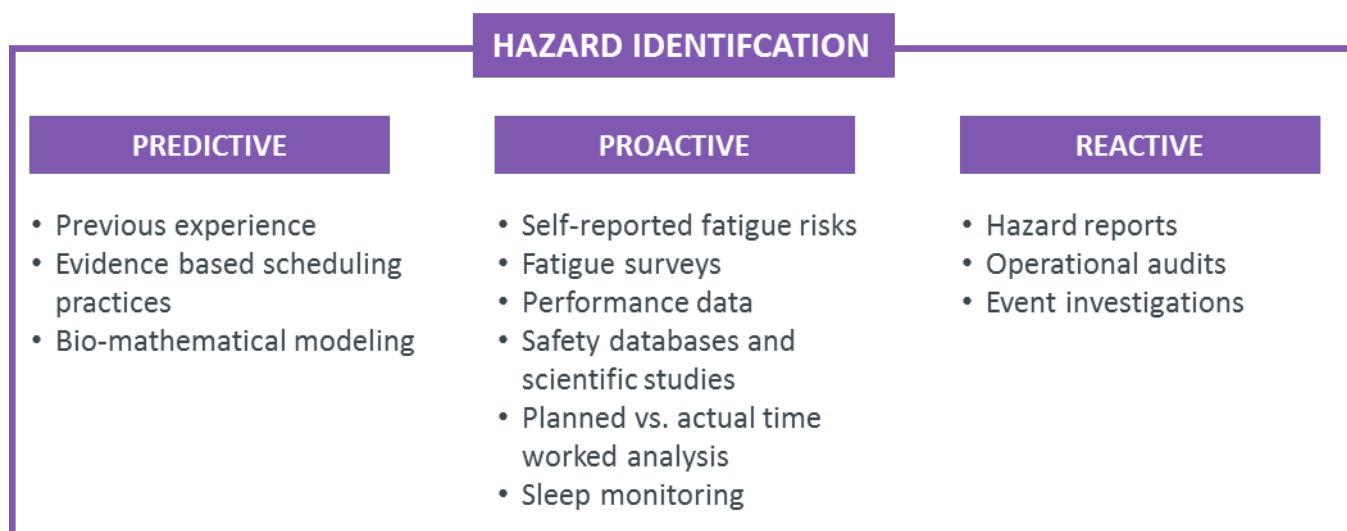 HAZARD IDENTIFCATION
PREDICTIVE
• Previous experience
• Evidence based scheduling
practices
• Bio-mathematical modeling
PROACTIVE
• Self-reported fatigue risks
• Fatigue surveys
• Performance data
• Safety databases and
scientific studies
• Planned vs. actual time
worked analysis
• Sleep monitoring
REACTIVE
• Hazard reports
• Operational audits
• Event investigations